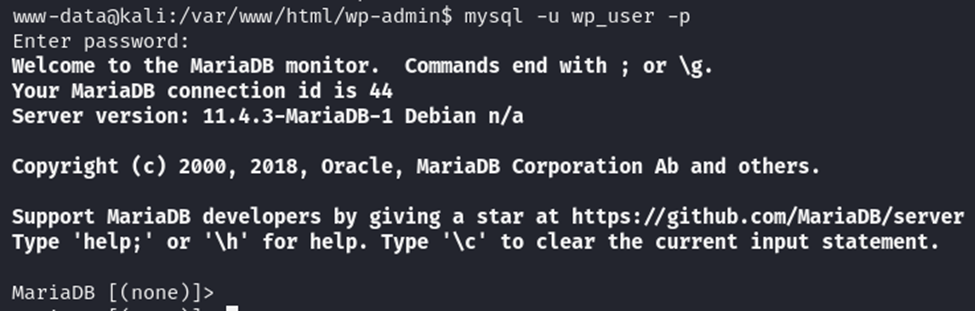 www-data@kali:/var/www/html/wp-admin$ mysql -u wp_user -p
Enter password:
Welcome to the MariaDB monitor.  Commands end with ; or \g.
Your MariaDB connection id is 44
Server version: 11.4.3-MariaDB-1 Debian n/a

Copyright (c) 2000, 2018, Oracle, MariaDB Corporation Ab and others.

Support MariaDB developers by giving a star at https://github.com/MariaDB/server
Type 'help;' or '\h' for help. Type '\c' to clear the current input statement.

MariaDB [(none)]>